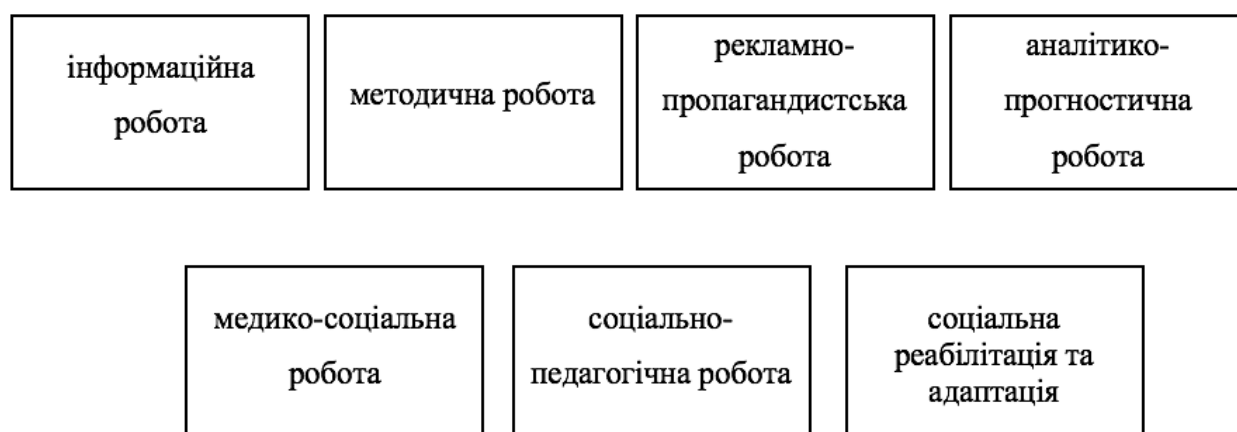 інформаційна
робота
методична робота
рекламно-
пропагандистська
робота
аналітико-
прогностична
робота
медико-соціальна
робота
соціально-
педагогічна робота
соціальна
реабілітація та
адаптація